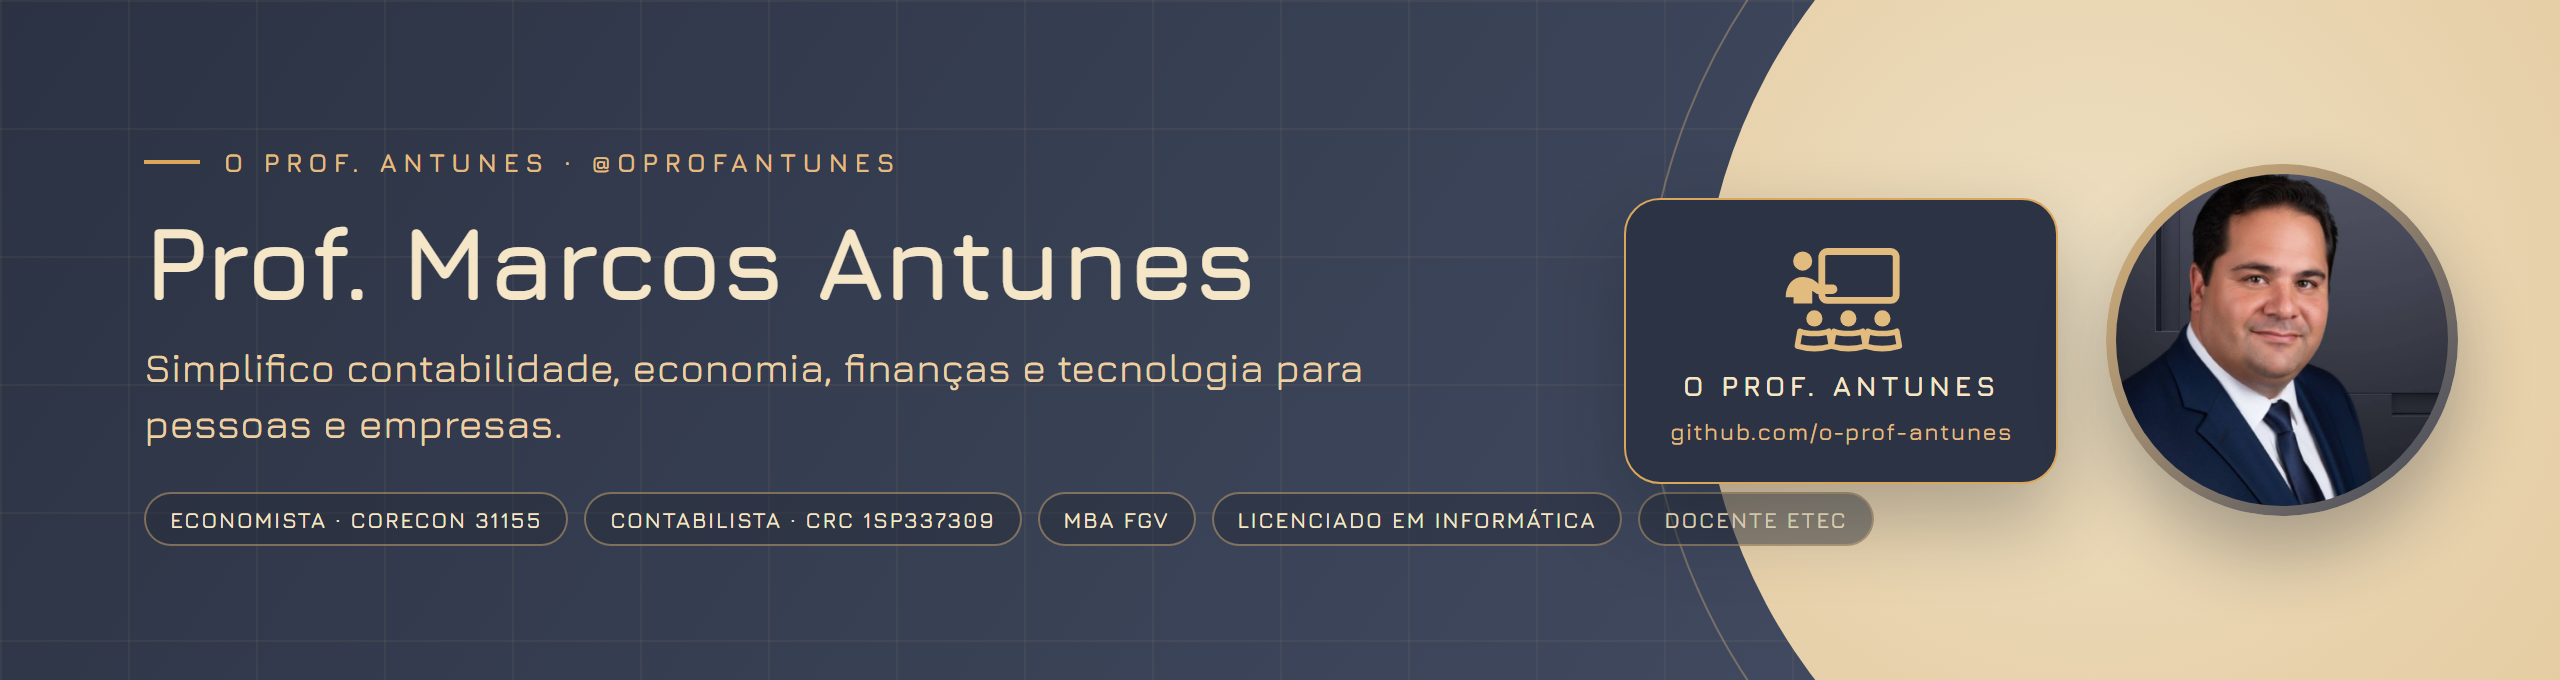 O PROF. ANTUNES · @OPROFANTUNES
Prof. Marcos Antunes
Simplifico contabilidade, economia, finanças e tecnologia para
pessoas e empresas.
ECONOMISTA · CORECON 31155
CONTABILISTA · CRC 1SP337309
MBA FGV
LICENCIADO EM INFORMÁTICA
DOCENTE ETEC
O PROF. ANTUNES
github.com/o-prof-antunes